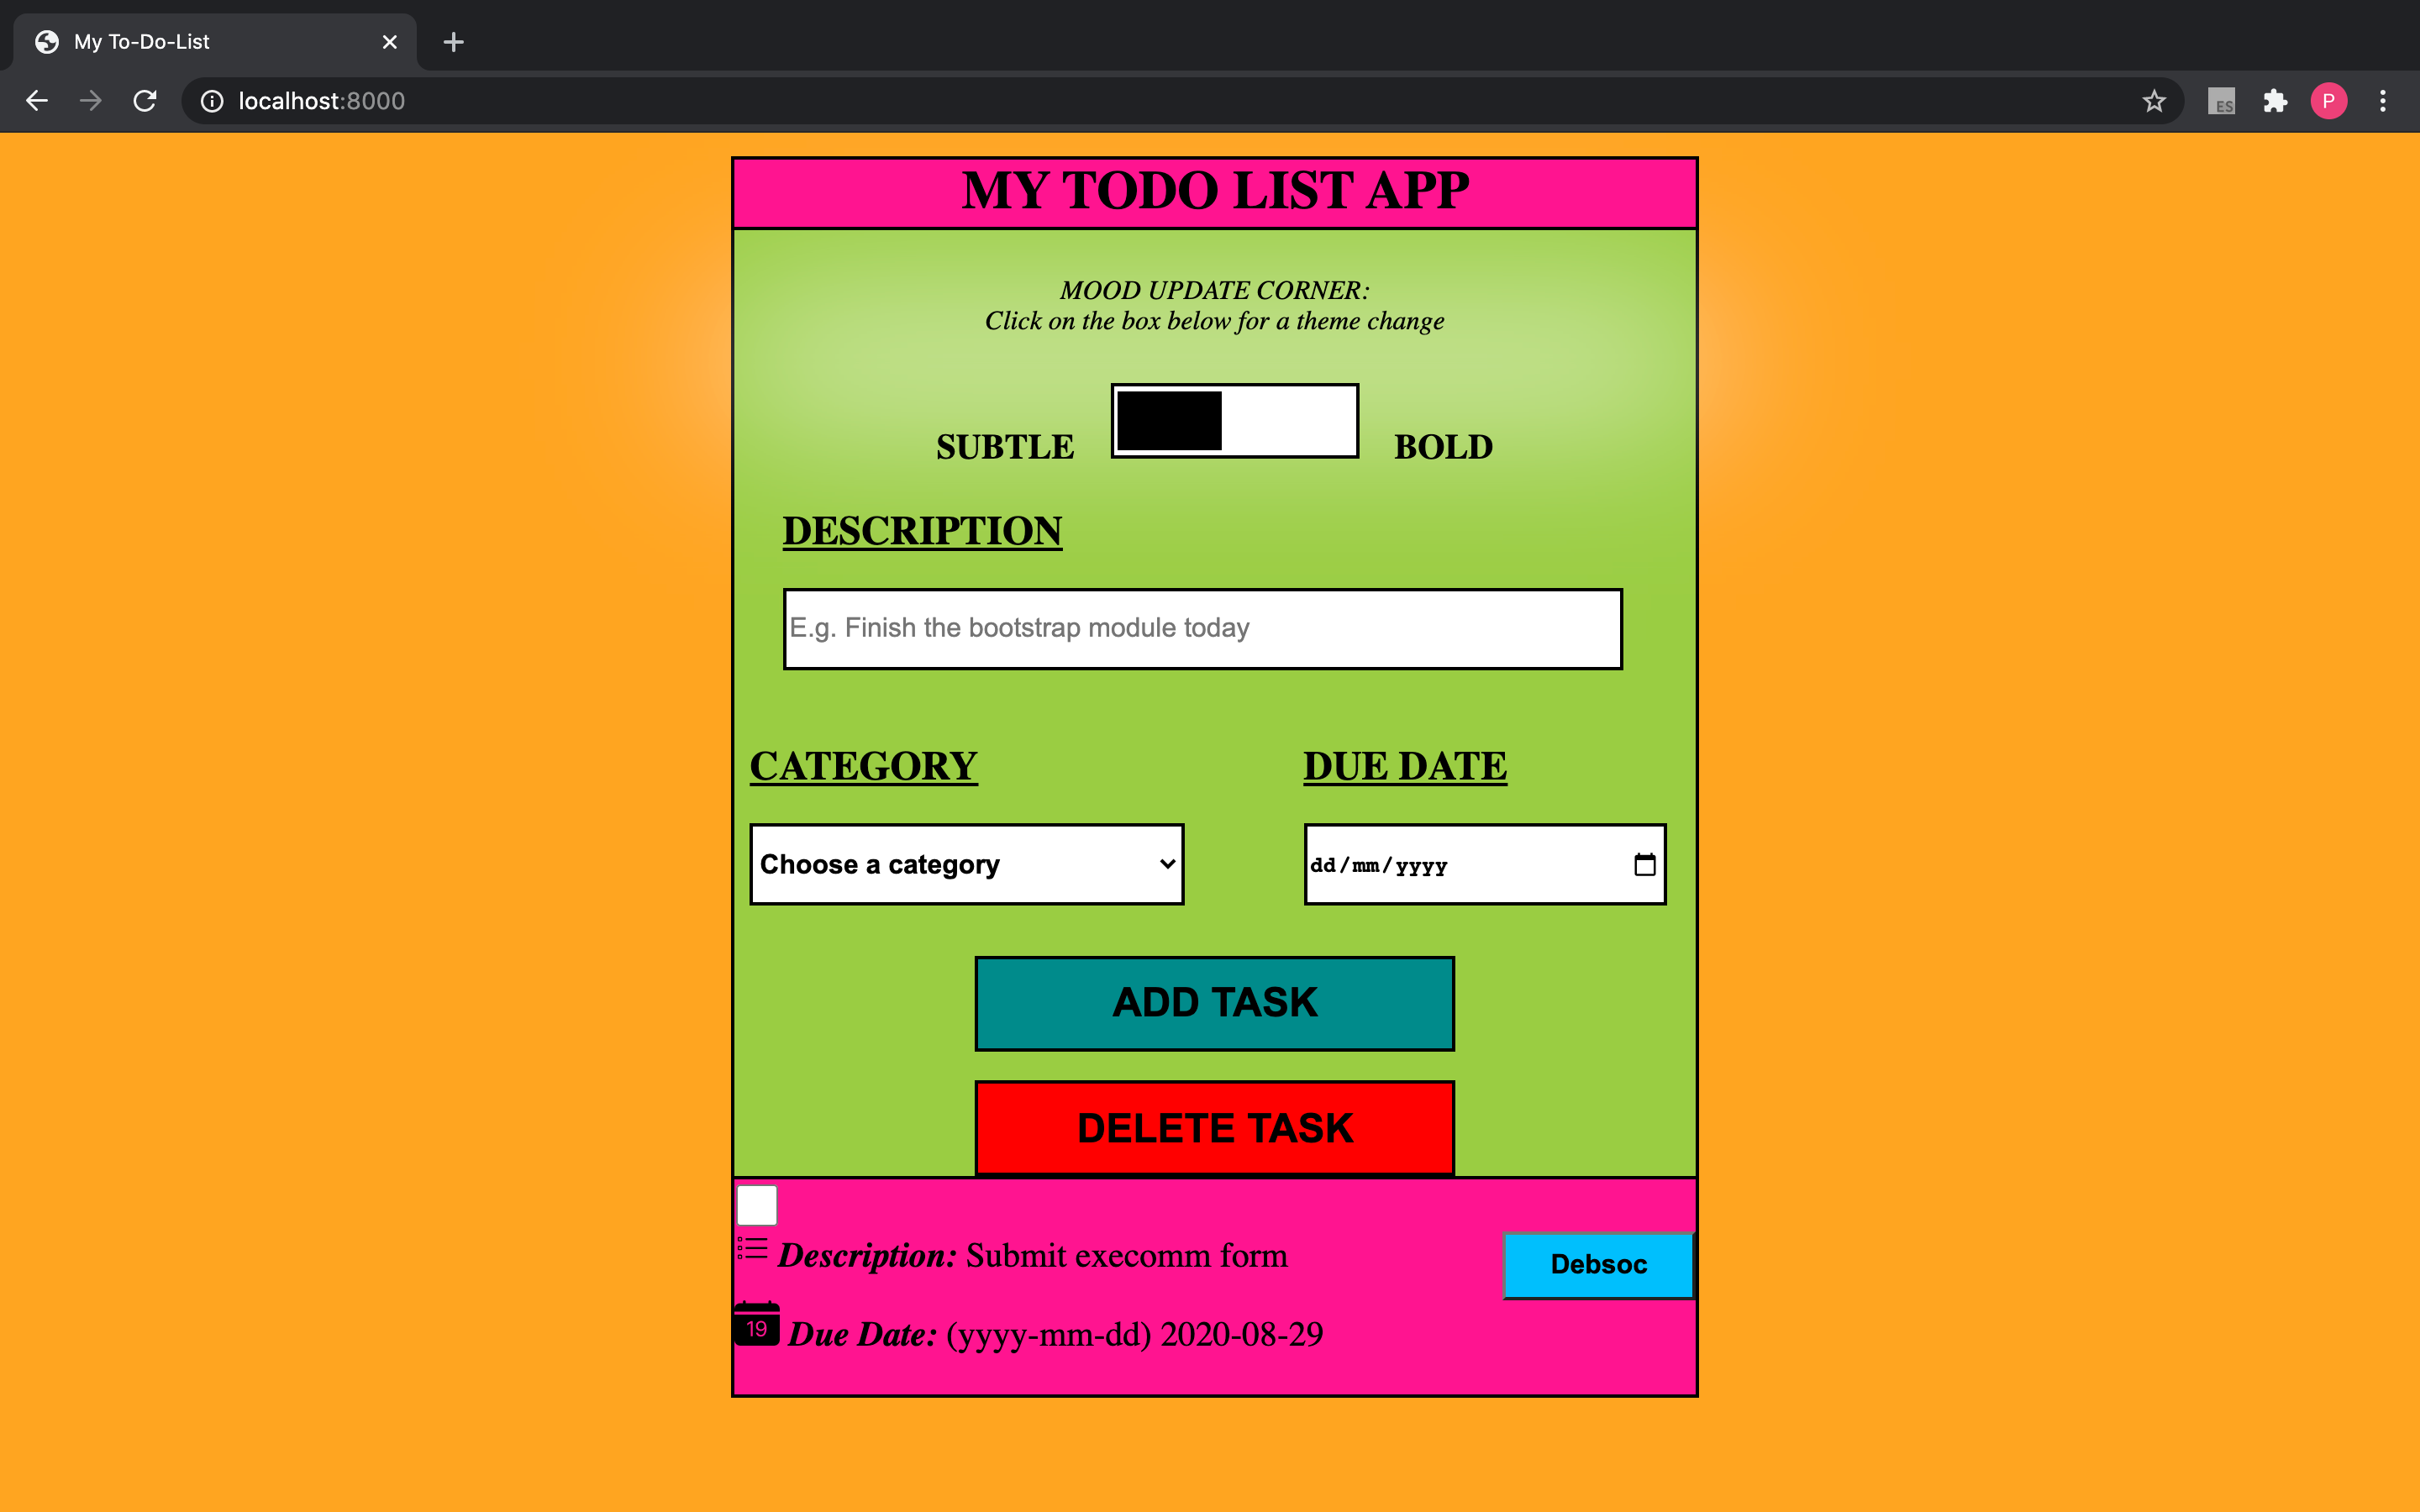 My To-Do-List
localhost:8000
ES
P
MY TODO LIST APP
MOOD UPDATE CORNER:
Click on the box below for a theme change
SUBTLE BOLD
DESCRIPTION
E.g. Finish the bootstrap module today
CATEGORY DUE DATE
Choose a category dd/mm/yyyy
ADD TASK
DELETE TASK
Description: Submit execomm form
Debsoc
19 Due Date: (yyyy-mm-dd) 2020-08-29